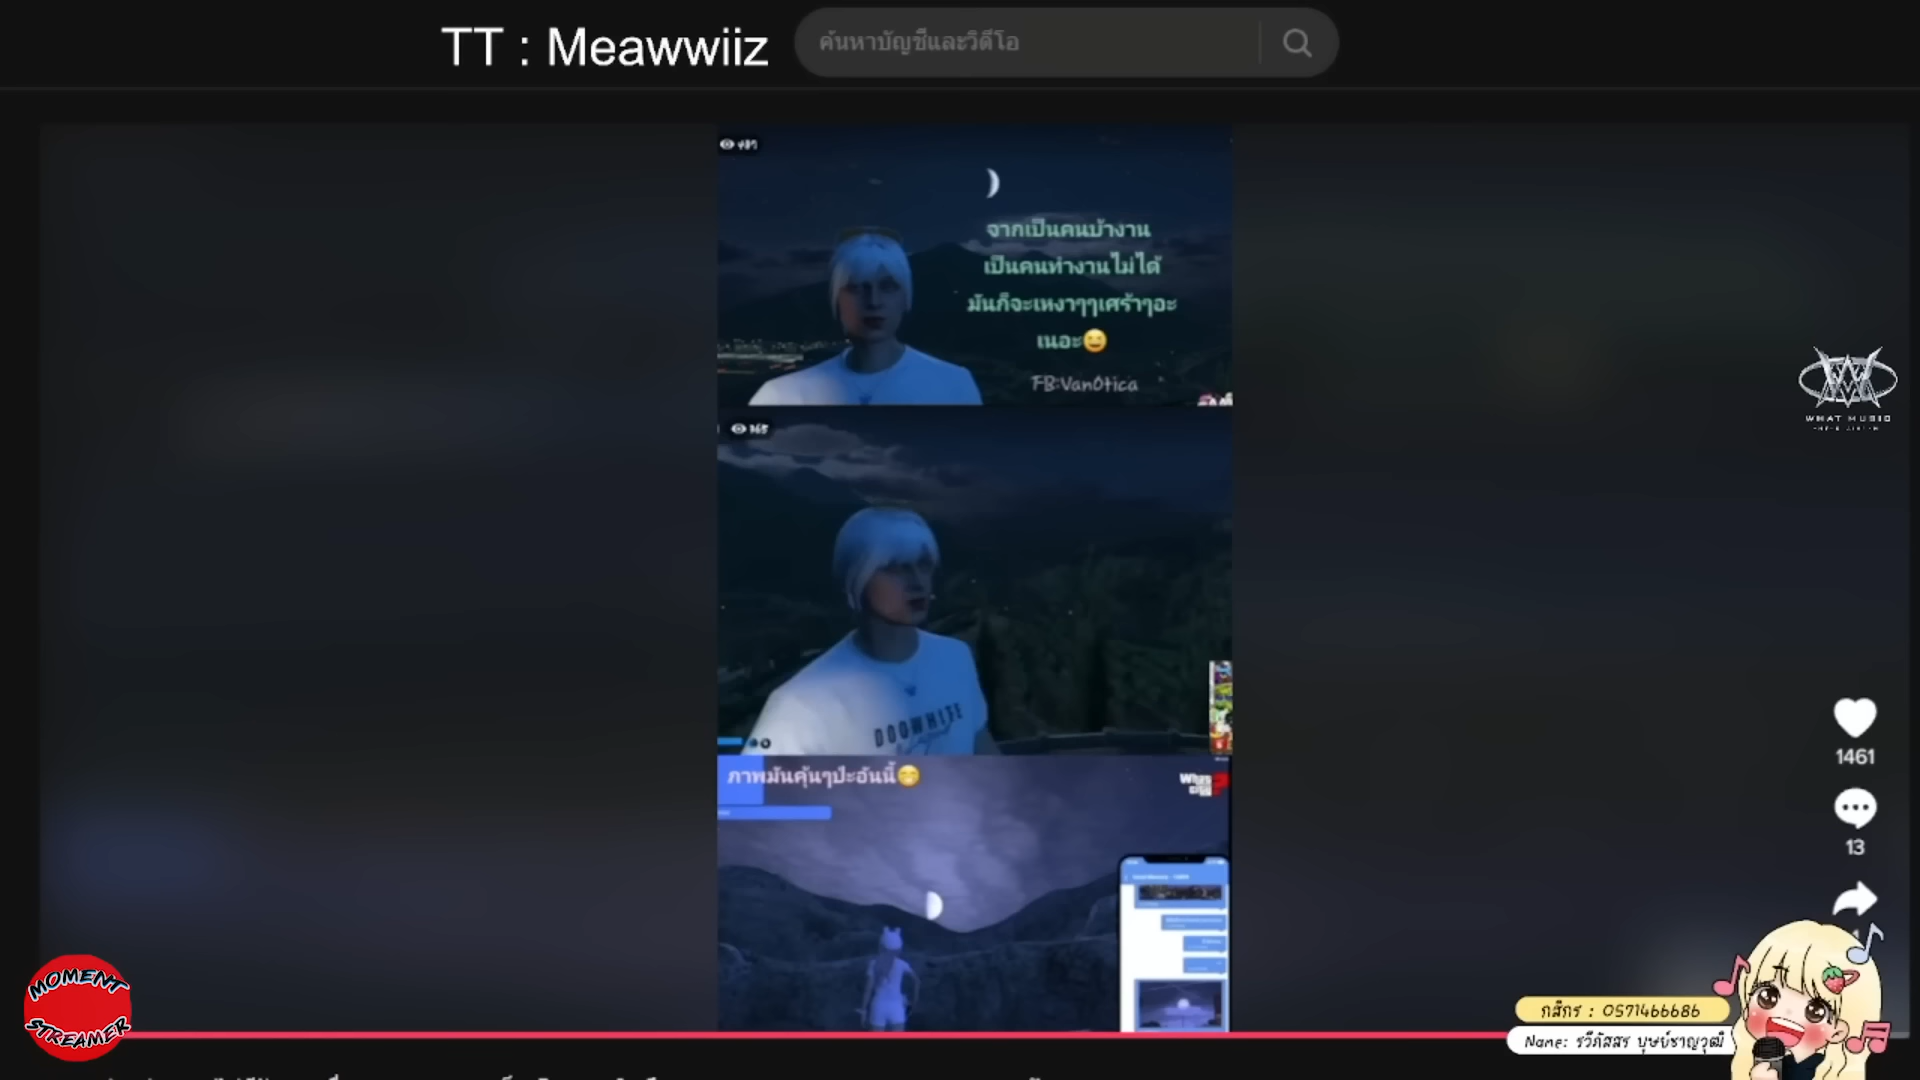 TT : Meawwiiz
ค้นหาบัญชีและวิดีโอ
จากเป็นคนบ้างาน
เป็นคนทำงานไม่ได้
มันก็จะเหงาๆๆเศร้าๆอะ
เนอะ😄
FB:VanOtica
365
DOOWHITE
ภาพมันคุ้นๆป่ะอันนี้😁
WHAT MUSIC
1461
13
MOMENT
STREAMER
กสิกร : 0571466686
Name: รวีภัสสร บุษย์ชาญวุฒิ